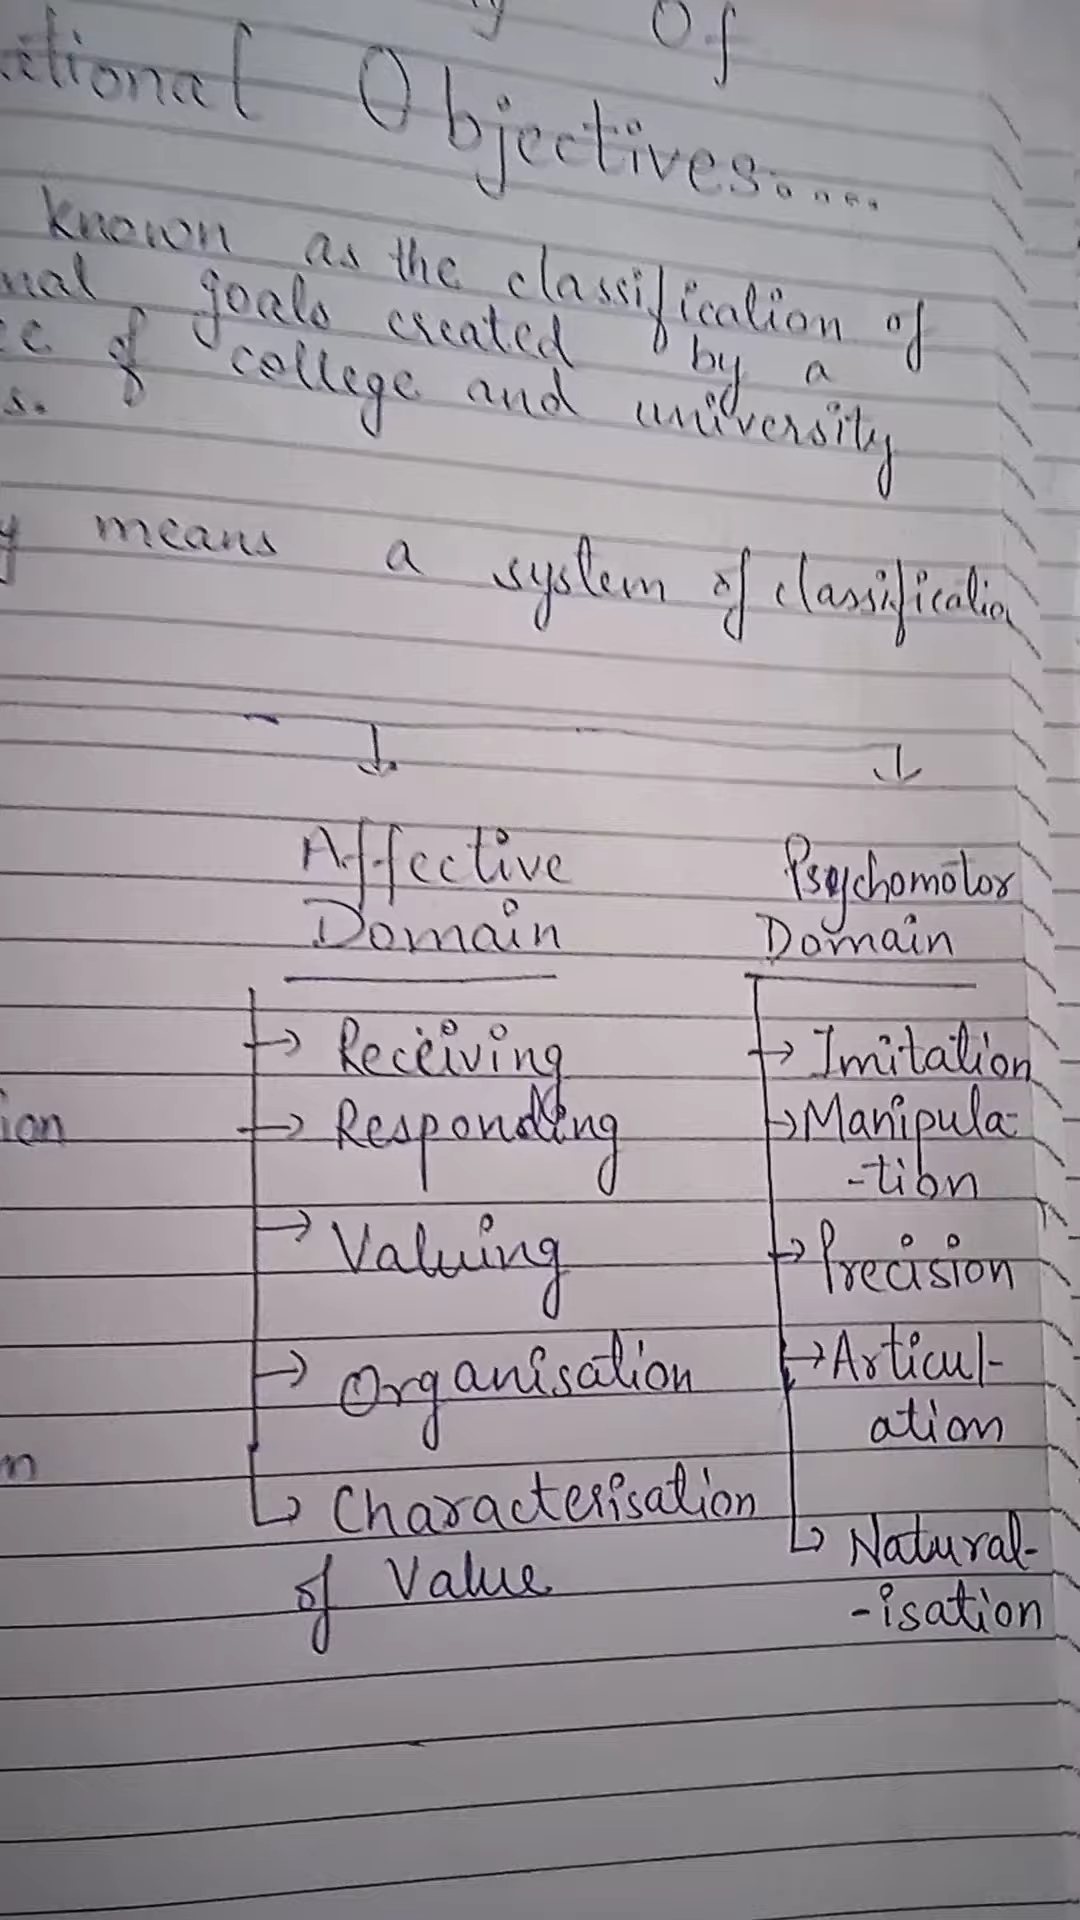 Of
Objectives.....
known as the classification of
goals created by a
of college and university
means a system of classification
Affective
Domain
Psychomotor
Domain
→ Receiving
→ Responding
→ Valuing
→ Organisation
↳ Characterisation
of Value
→ Imitation
→ Manipula-
-tion
→ Precision
→ Articul-
ation
↳ Natural-
-isation